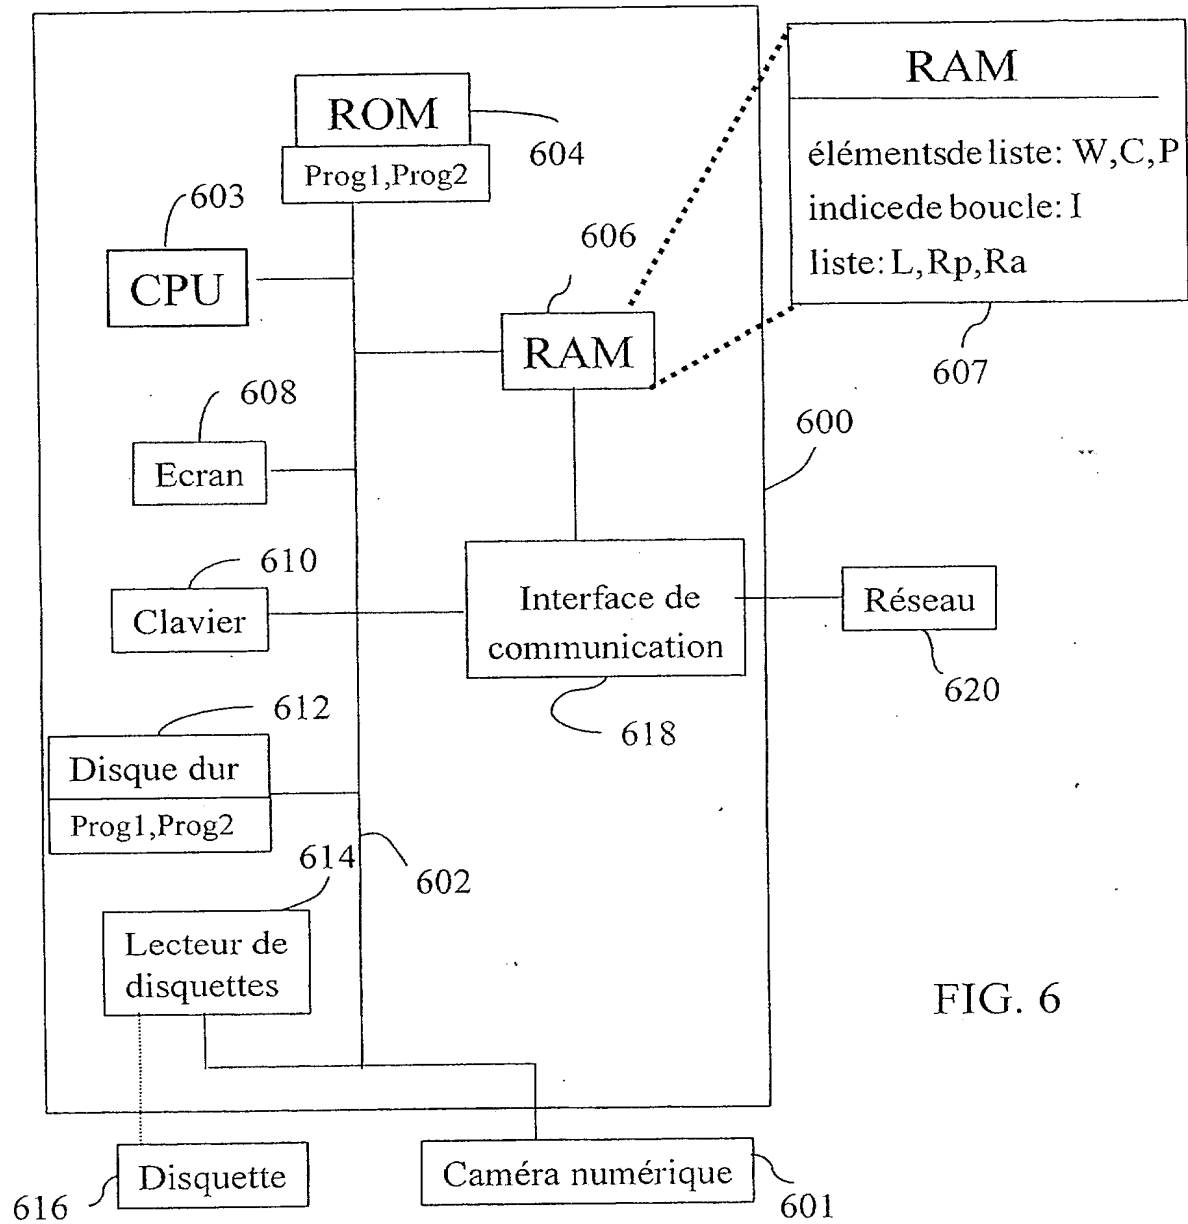 RAM
ROM
604
Prog1,Prog2
élémentsde liste: W,C,P
indicede boucle: I
liste: L,Rp,Ra
603
CPU
606
RAM
607
608
Ecran
600
610
Clavier
Interface de
communication
Réseau
620
612
618
Disque dur
Prog1,Prog2
614
602
Lecteur de
disquettes
FIG. 6
Disquette
616
Caméra numérique
601